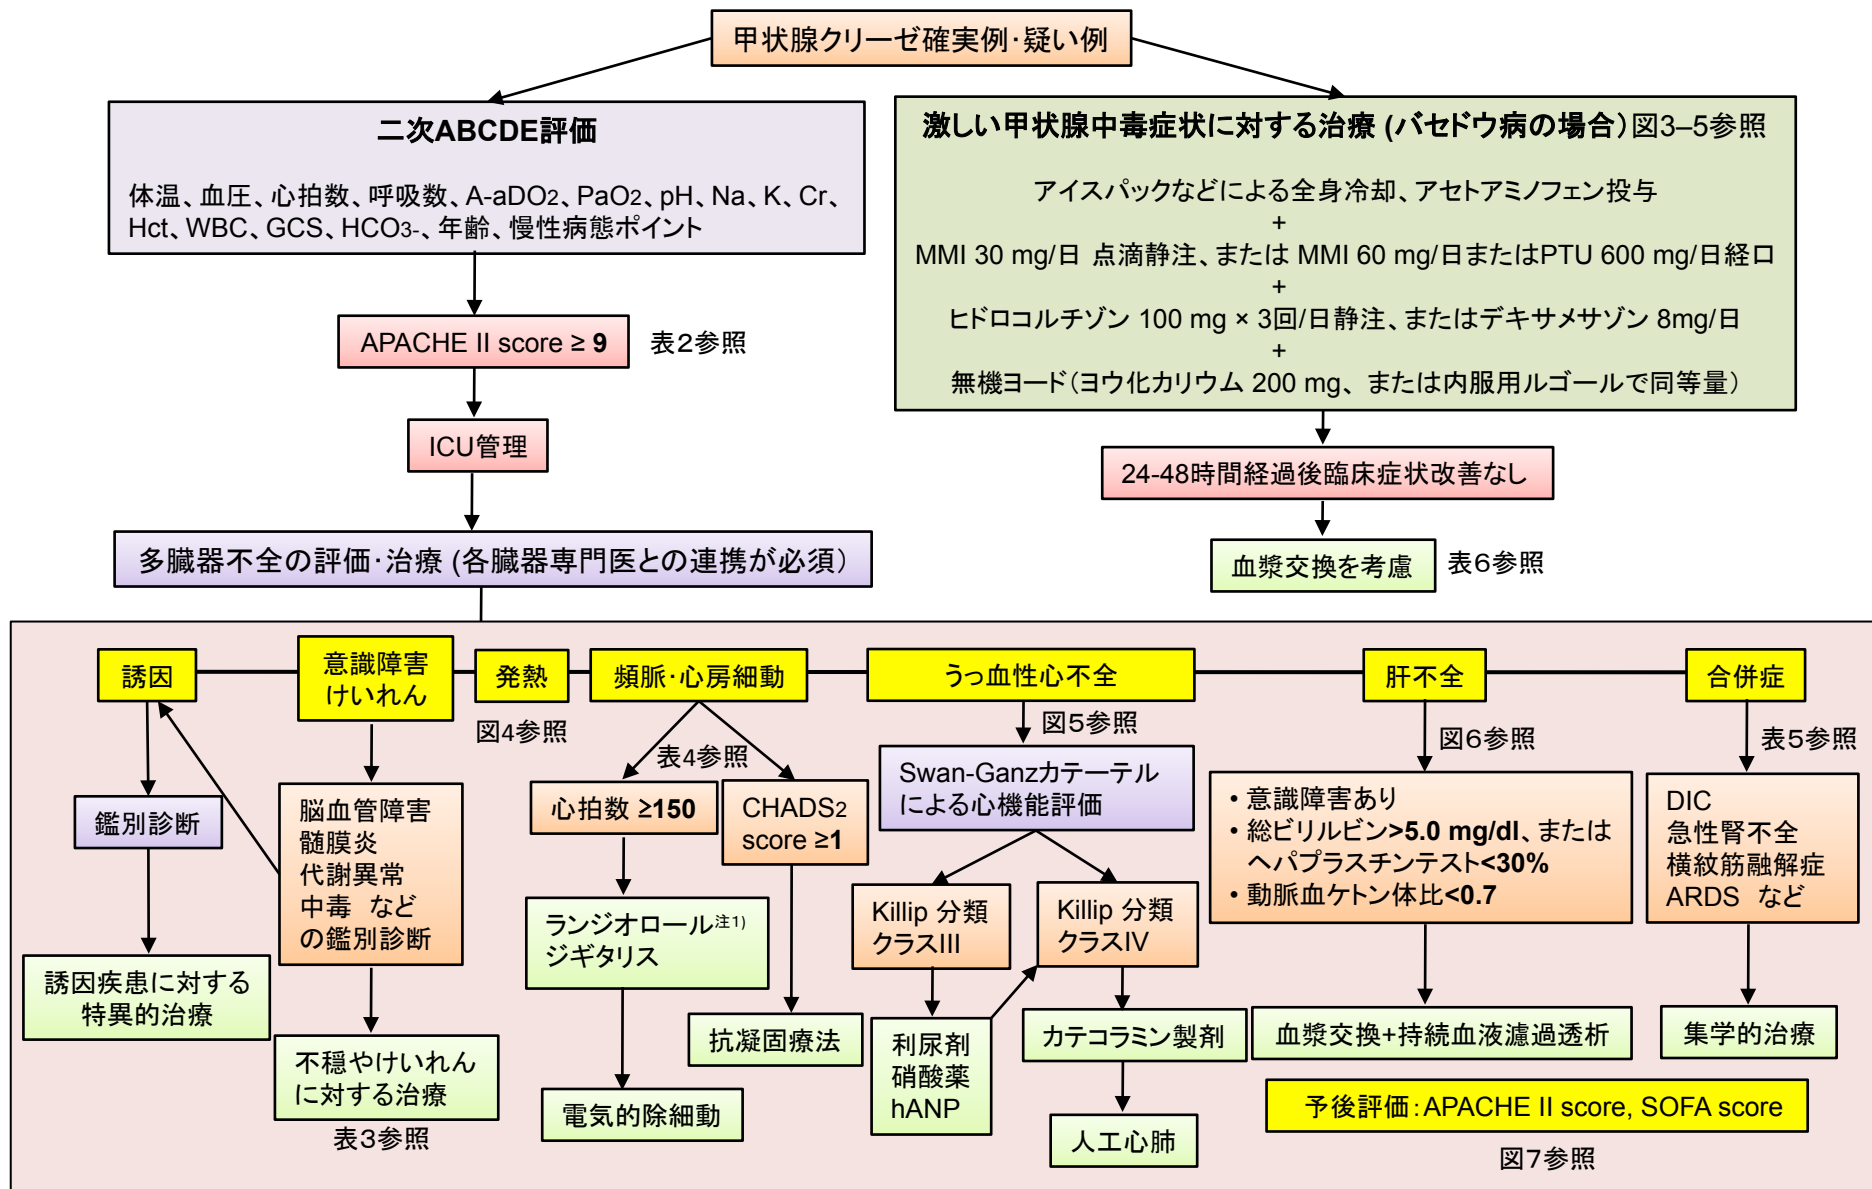 甲状腺クリーゼ確実例・疑い例
二次ABCDE評価
体温、血圧、心拍数、呼吸数、A-aDO2、PaO2、pH、Na、K、Cr、
Hct、WBC、GCS、HCO3-、年齢、慢性病態ポイント
APACHE II score ≥ 9
表2参照
ICU管理
多臓器不全の評価・治療 (各臓器専門医との連携が必須）
激しい甲状腺中毒症状に対する治療 (バセドウ病の場合）図3–5参照
アイスパックなどによる全身冷却、アセトアミノフェン投与
+
MMI 30 mg/日 点滴静注、または MMI 60 mg/日またはPTU 600 mg/日経口
+
ヒドロコルチゾン 100 mg × 3回/日静注、またはデキサメサゾン 8mg/日
+
無機ヨード（ヨウ化カリウム 200 mg、または内服用ルゴールで同等量）
24-48時間経過後臨床症状改善なし
血漿交換を考慮
表6参照
誘因
鑑別診断
誘因疾患に対する
特異的治療
意識障害
けいれん
脳血管障害
髄膜炎
代謝異常
中毒 など
の鑑別診断
不穏やけいれん
に対する治療
表3参照
発熱
図4参照
頻脈・心房細動
表4参照
心拍数 ≥150
ランジオロール注1)
ジギタリス
電気的除細動
CHADS2
score ≥1
抗凝固療法
うっ血性心不全
図5参照
Swan-Ganzカテーテル
による心機能評価
Killip 分類
クラスIII
利尿剤
硝酸薬
hANP
Killip 分類
クラスIV
カテコラミン製剤
人工心肺
肝不全
図6参照
• 意識障害あり
• 総ビリルビン>5.0 mg/dl、または
ヘパプラスチンテスト<30%
• 動脈血ケトン体比<0.7
血漿交換+持続血液濾過透析
合併症
表5参照
DIC
急性腎不全
横紋筋融解症
ARDS など
集学的治療
予後評価：APACHE II score, SOFA score
図7参照